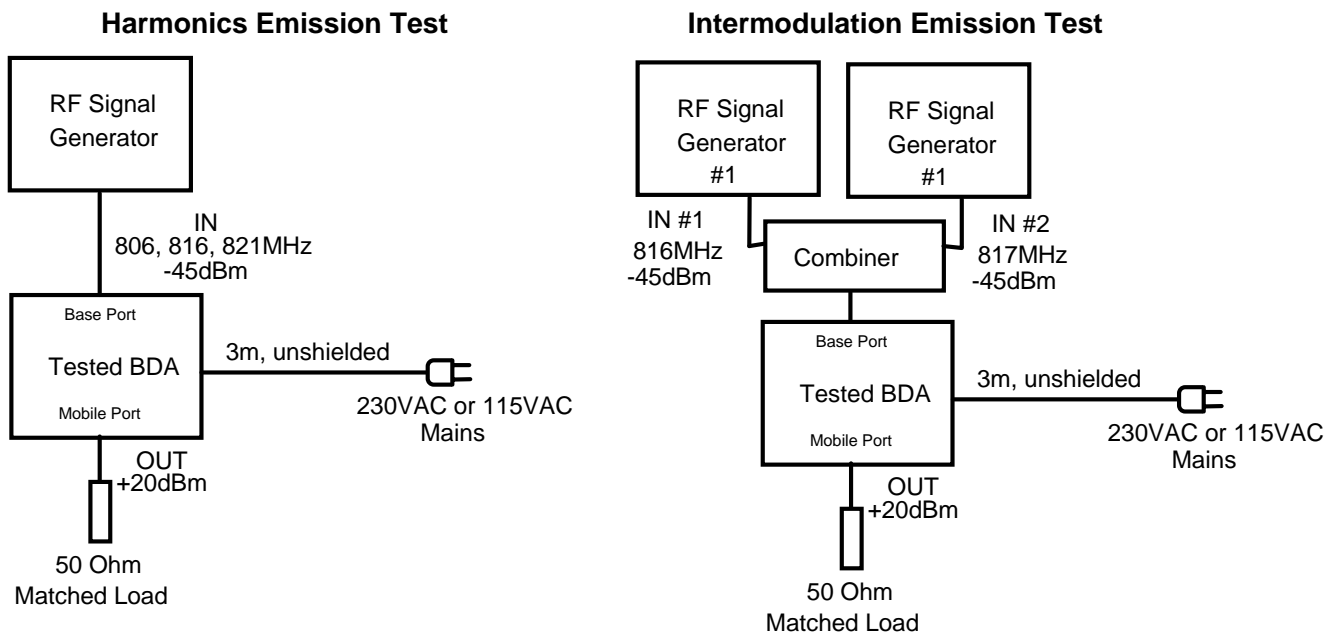 Harmonics Emission Test
RF Signal
Generator
IN
806, 816, 821MHz
-45dBm
Base Port
Tested BDA
Mobile Port
3m, unshielded
230VAC or 115VAC
Mains
OUT
+20dBm
50 Ohm
Matched Load
Intermodulation Emission Test
RF Signal
Generator
#1
RF Signal
Generator
#1
IN #1
816MHz
-45dBm
Combiner
IN #2
817MHz
-45dBm
Base Port
Tested BDA
Mobile Port
3m, unshielded
230VAC or 115VAC
Mains
OUT
+20dBm
50 Ohm
Matched Load